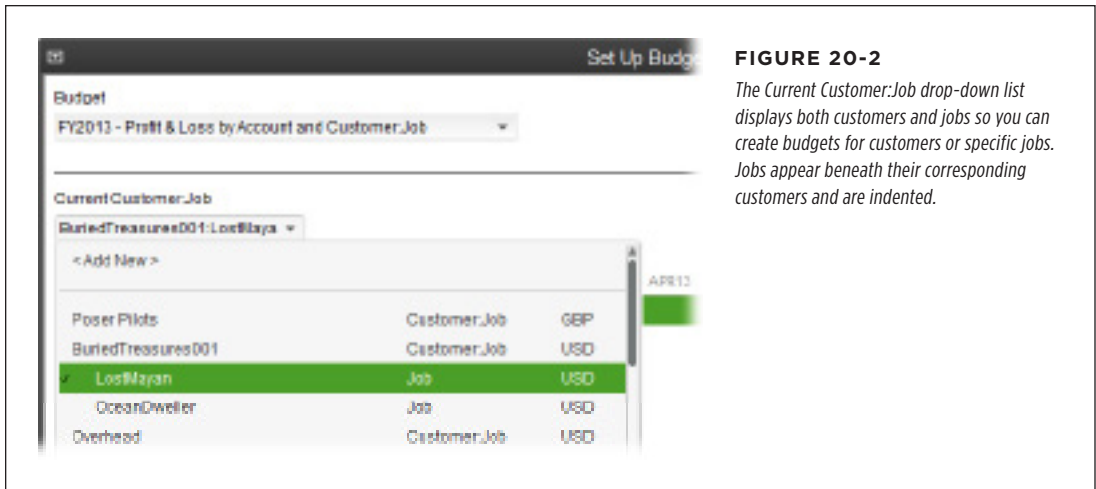 Set Up Budge
Budget
FY2013 - Profit & Loss by Account and Customer:Job
Current Customer:Job
BuriedTreasures001:LostMaya
< Add New >
APR13
Poser Pilots Customer:Job GBP
BuriedTreasures001 Customer:Job USD
LostMayan Job USD
OceanDweller Job USD
Overhead Customer:Job USD
FIGURE 20-2
The Current Customer:Job drop-down list
displays both customers and jobs so you can
create budgets for customers or specific jobs.
Jobs appear beneath their corresponding
customers and are indented.